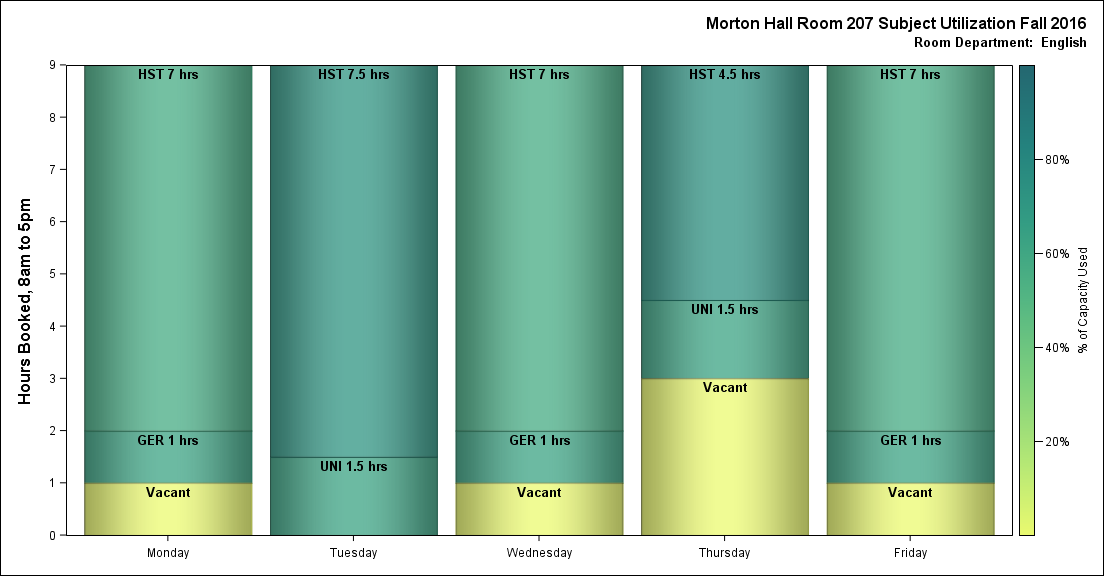 Morton Hall Room 207 Subject Utilization Fall 2016
Room Department: English
Hours Booked, 8am to 5pm
9
8
7
6
5
4
3
2
1
0
HST 7 hrs
GER 1 hrs
Vacant
Monday
HST 7.5 hrs
UNI 1.5 hrs
Tuesday
HST 7 hrs
GER 1 hrs
Vacant
Wednesday
HST 4.5 hrs
UNI 1.5 hrs
Vacant
Thursday
HST 7 hrs
GER 1 hrs
Vacant
Friday
80%
60%
40%
20%
% of Capacity Used